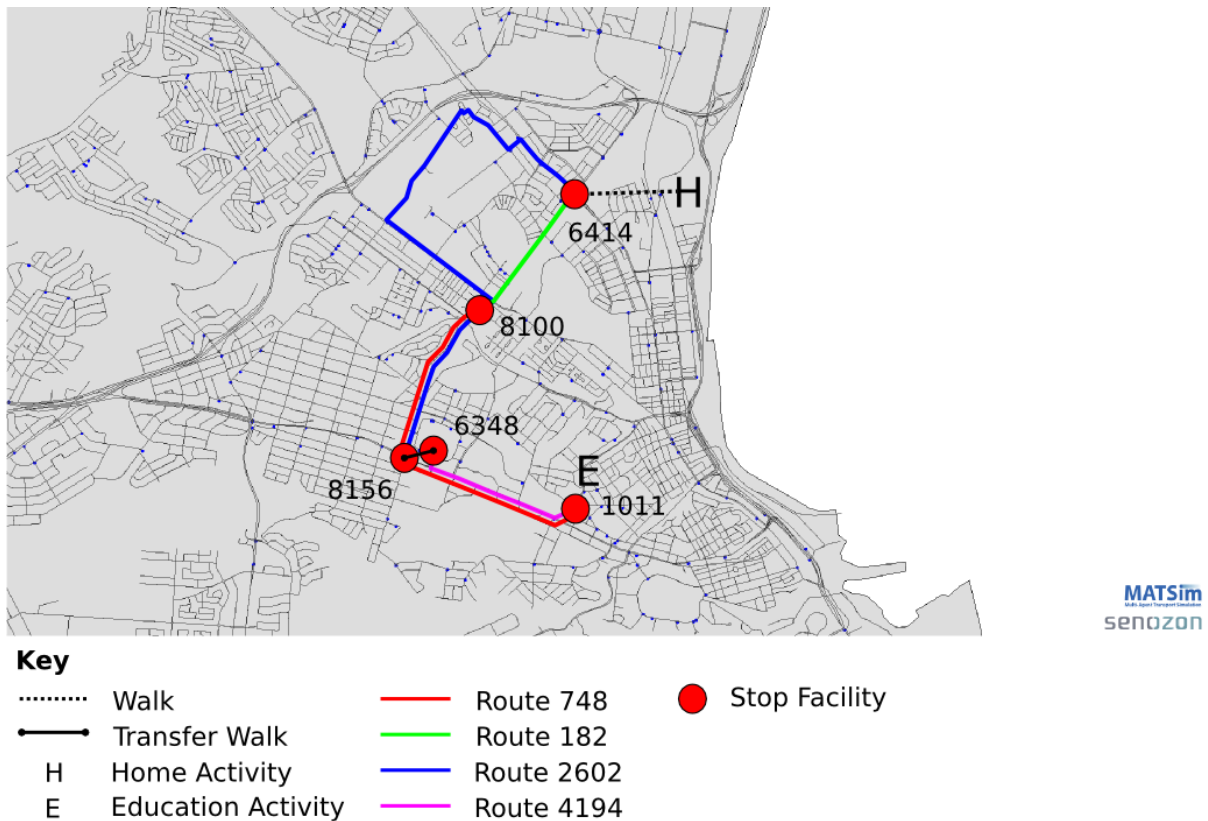 H
6414
8100
6348
E
8156
1011
MATSim
Multi-Agent Transport Simulation
senozon
Key
Walk
Route 748
Stop Facility
Transfer Walk
Route 182
H Home Activity
Route 2602
E Education Activity
Route 4194